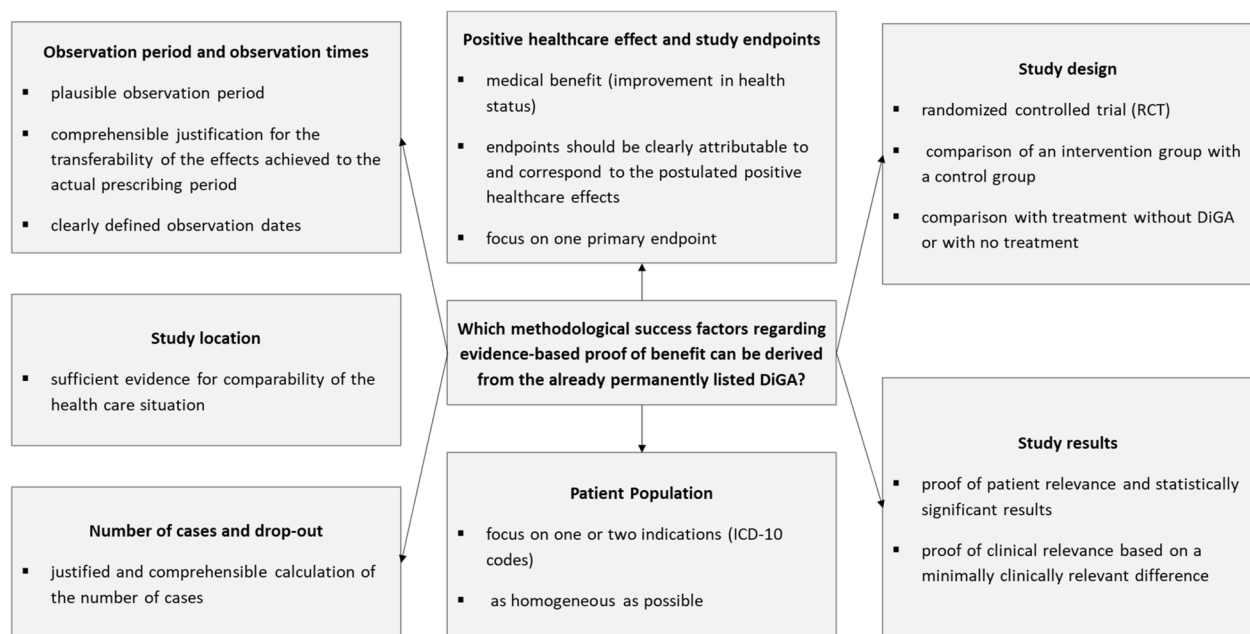 Observation period and observation times
▪ plausible observation period
▪ comprehensible justification for the
transferability of the effects achieved to the
actual prescribing period
▪ clearly defined observation dates
Positive healthcare effect and study endpoints
▪ medical benefit (improvement in health
status)
▪ endpoints should be clearly attributable to
and correspond to the postulated positive
healthcare effects
▪ focus on one primary endpoint
Study design
▪ randomized controlled trial (RCT)
▪ comparison of an intervention group with
a control group
▪ comparison with treatment without DiGA
or with no treatment
Study location
▪ sufficient evidence for comparability of the
health care situation
Which methodological success factors regarding
evidence-based proof of benefit can be derived
from the already permanently listed DiGA?
Number of cases and drop-out
▪ justified and comprehensible calculation of
the number of cases
Patient Population
▪ focus on one or two indications (ICD-10
codes)
▪ as homogeneous as possible
Study results
▪ proof of patient relevance and statistically
significant results
▪ proof of clinical relevance based on a
minimally clinically relevant difference